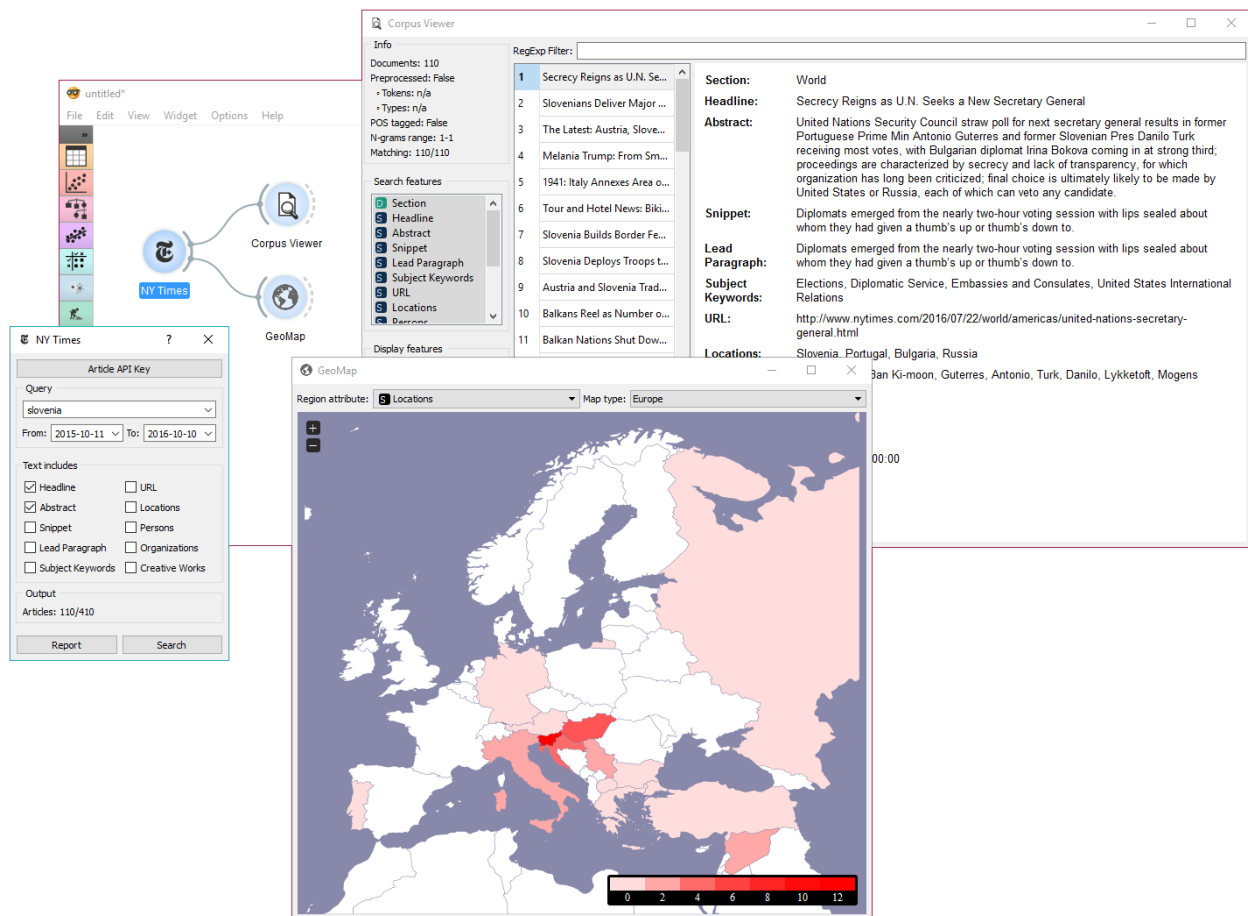 Corpus Viewer
Info
Documents: 110
Preprocessed: False
◦ Tokens: n/a
◦ Types: n/a
POS tagged: False
N-grams range: 1-1
Matching: 110/110
Search features
D Section
S Headline
S Abstract
S Snippet
S Lead Paragraph
S Subject Keywords
S URL
S Locations
S Persons
Display features
RegExp Filter:
1 Secrecy Reigns as U.N. Se...
2 Slovenians Deliver Major ...
3 The Latest: Austria, Slove...
4 Melania Trump: From Sm...
5 1941: Italy Annexes Area o...
6 Tour and Hotel News: Biki...
7 Slovenia Builds Border Fe...
8 Slovenia Deploys Troops t...
9 Austria and Slovenia Trad...
10 Balkans Reel as Number o...
11 Balkan Nations Shut Dow...
Section: World
Headline: Secrecy Reigns as U.N. Seeks a New Secretary General
Abstract: United Nations Security Council straw poll for next secretary general results in former
Portuguese Prime Min Antonio Guterres and former Slovenian Pres Danilo Turk
receiving most votes, with Bulgarian diplomat Irina Bokova coming in at strong third;
proceedings are characterized by secrecy and lack of transparency, for which
organization has long been criticized; final choice is ultimately likely to be made by
United States or Russia, each of which can veto any candidate.
Snippet: Diplomats emerged from the nearly two-hour voting session with lips sealed about
whom they had given a thumb's up or thumb's down to.
Lead Paragraph: Diplomats emerged from the nearly two-hour voting session with lips sealed about
whom they had given a thumb's up or thumb's down to.
Subject Keywords: Elections, Diplomatic Service, Embassies and Consulates, United States International
Relations
URL: http://www.nytimes.com/2016/07/22/world/americas/united-nations-secretary-
general.html
Locations: Slovenia, Portugal, Bulgaria, Russia
Ban Ki-moon, Guterres, Antonio, Turk, Danilo, Lykketoft, Mogens
00:00
untitled*
File Edit View Widget Options Help
»
NY Times
Corpus Viewer
GeoMap
NY Times ?
Article API Key
Query
slovenia
From: 2015-10-11 To: 2016-10-10
Text includes
Headline URL
Abstract Locations
Snippet Persons
Lead Paragraph Organizations
Subject Keywords Creative Works
Output
Articles: 110/410
Report Search
GeoMap
Region attribute: S Locations Map type: Europe
+
−
0 2 4 6 8 10 12